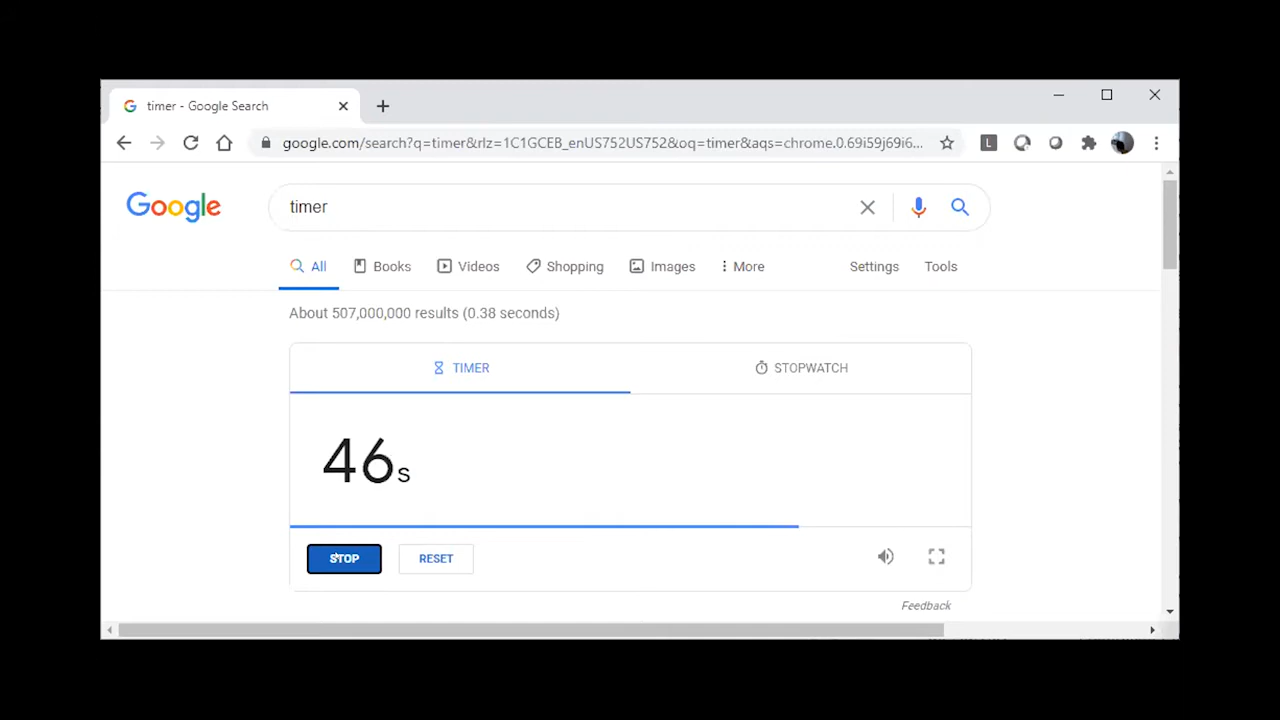 timer - Google Search
google.com/search?q=timer&rlz=1C1GCEB_enUS752US752&oq=timer&aqs=chrome.0.69i59j69i6...
L
Google
timer
All Books Videos Shopping Images More Settings Tools
About 507,000,000 results (0.38 seconds)
TIMER STOPWATCH
46s
STOP RESET
Feedback